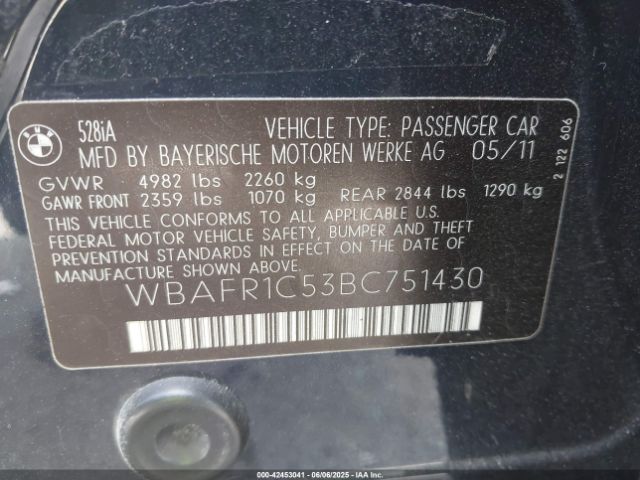 BMW
528iA VEHICLE TYPE: PASSENGER CAR
MFD BY BAYERISCHE MOTOREN WERKE AG 05/11
GVWR 4982 lbs 2260 kg
GAWR FRONT 2359 lbs 1070 kg REAR 2844 lbs 1290 kg
THIS VEHICLE CONFORMS TO ALL APPLICABLE U.S.
FEDERAL MOTOR VEHICLE SAFETY, BUMPER AND THEFT
PREVENTION STANDARDS IN EFFECT ON THE DATE OF
MANUFACTURE SHOWN ABOVE.
WBAFR1C53BC751430
2 122 606
000-42453041 - 06/06/2025 - IAAI.COM